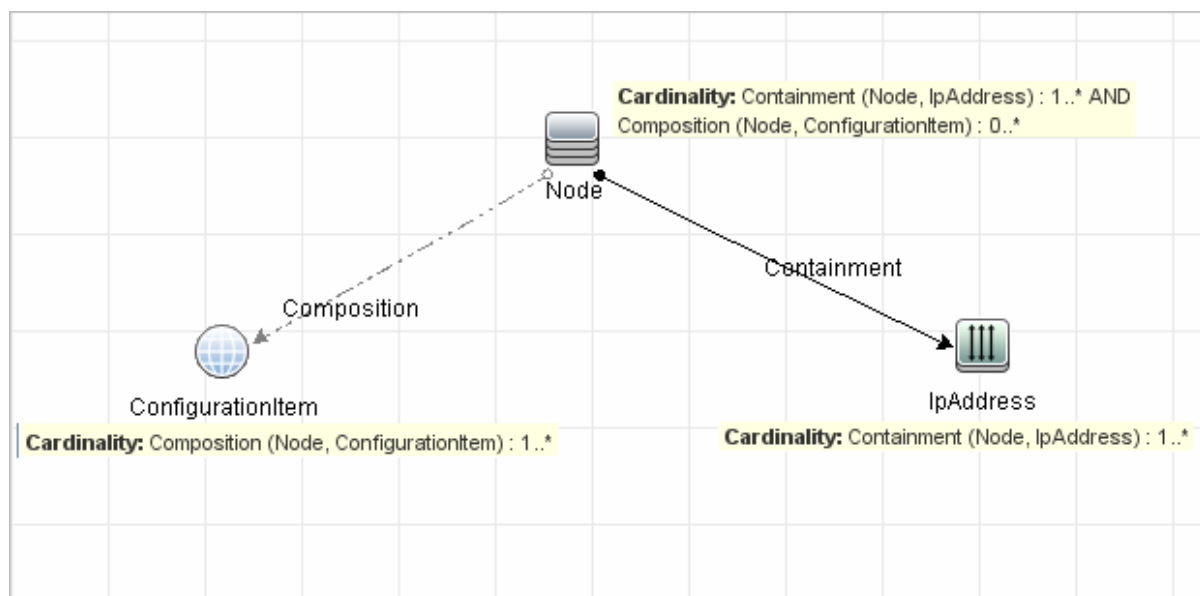 Cardinality: Containment (Node, IpAddress) : 1..* AND
Composition (Node, ConfigurationItem) : 0..*
Node
Containment
Composition
ConfigurationItem
IpAddress
Cardinality: Composition (Node, ConfigurationItem) : 1..*
Cardinality: Containment (Node, IpAddress) : 1..*